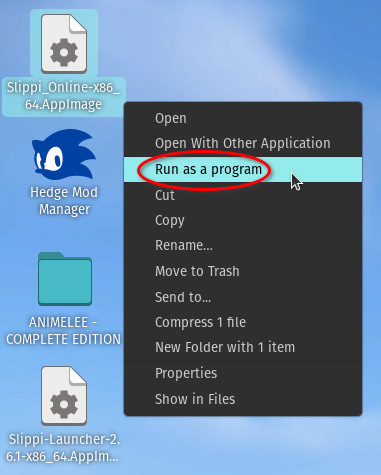 Slippi_Online-x86_
64.AppImage
Hedge Mod
Manager
ANIMELEE -
COMPLETE EDITION
Slippi-Launcher-2.
6.1-x86_64.AppIm...
Open
Open With Other Application
Run as a program
Cut
Copy
Rename...
Move to Trash
Send to...
Compress 1 file
New Folder with 1 item
Properties
Show in Files